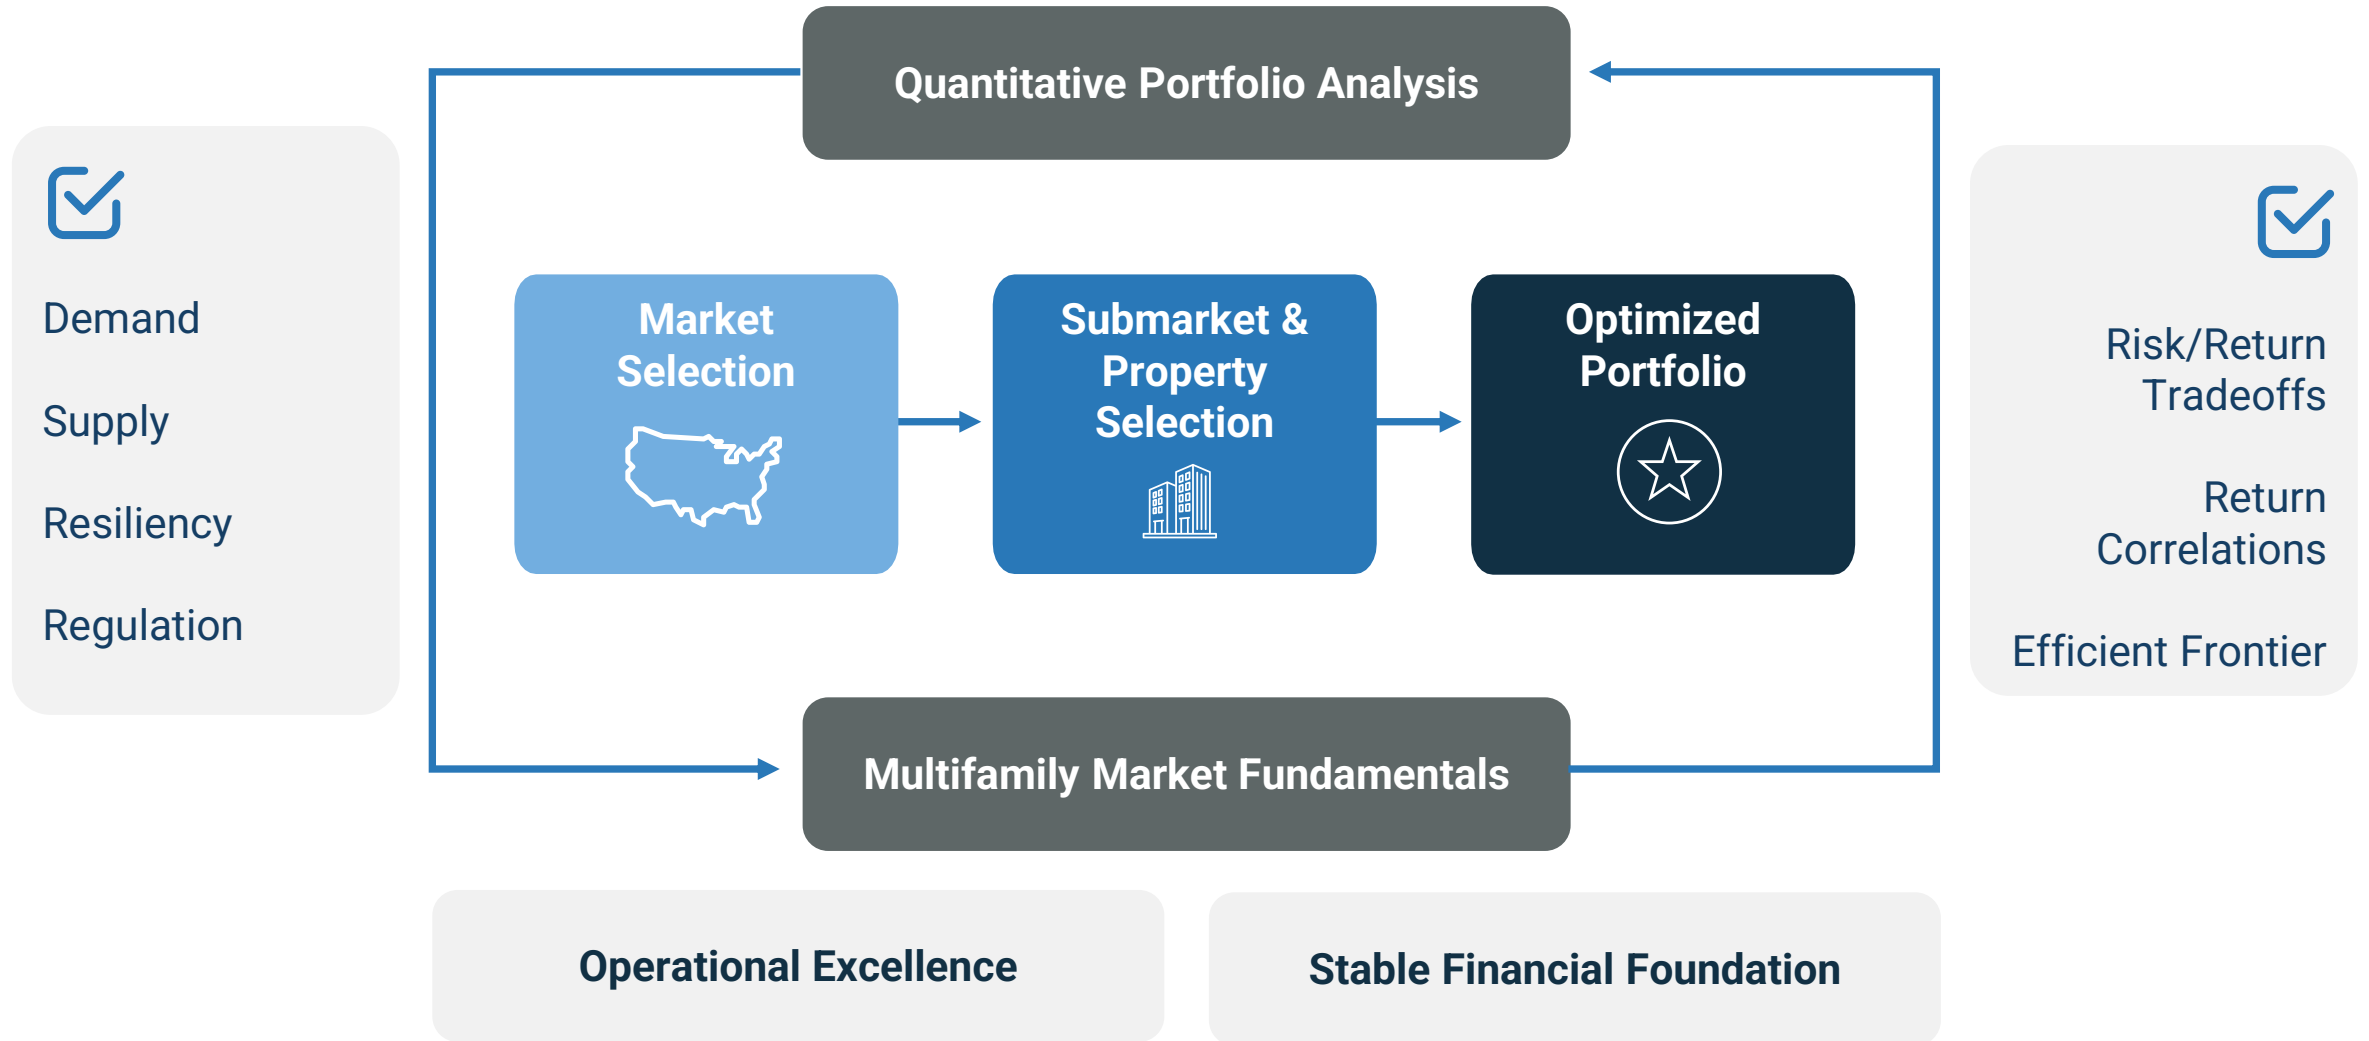 Quantitative Portfolio Analysis
Demand
Supply
Resiliency
Regulation
Market
Selection
Submarket &
Property
Selection
Optimized
Portfolio
Risk/Return
Tradeoffs
Return
Correlations
Efficient Frontier
Multifamily Market Fundamentals
Operational Excellence
Stable Financial Foundation